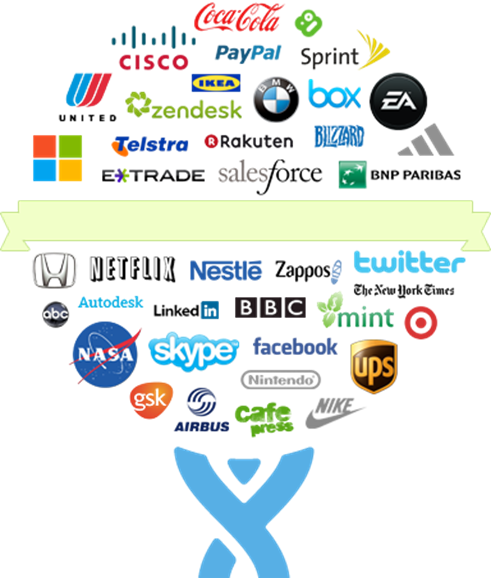 Coca-Cola
CISCO
PayPal
Sprint
UNITED
IKEA
zendesk
BMW
box
EA
Telstra
Rakuten
BLIZZARD
E*TRADE
salesforce
BNP PARIBAS
HONDA
NETFLIX
Nestlé
Zappos
twitter
The New York Times
abc
Autodesk
LinkedIn
BBC
mint
NASA
skype
facebook
Nintendo
ups
gsk
AIRBUS
cafe
press
NIKE